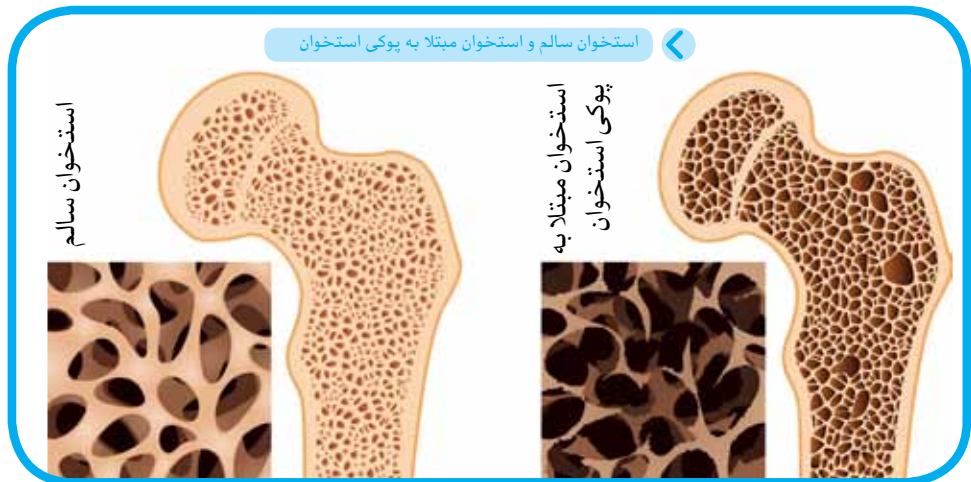 استخوان سالم و استخوان مبتلا به پوکی استخوان
استخوان مبتلا به
پوکی استخوان
استخوان سالم